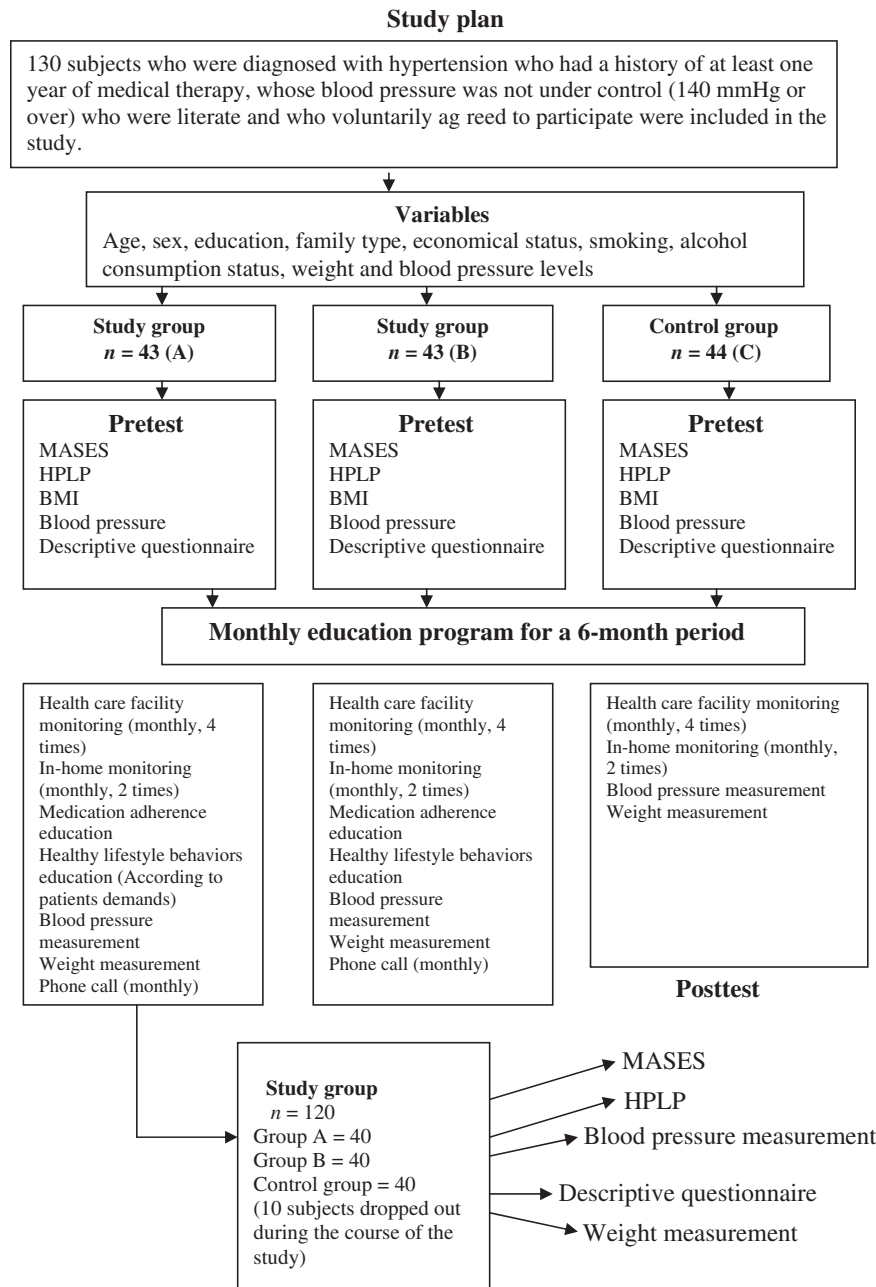 Study plan
130 subjects who were diagnosed with hypertension who had a history of at least one
year of medical therapy, whose blood pressure was not under control (140 mmHg or
over) who were literate and who voluntarily ag reed to participate were included in the
study.
Variables
Age, sex, education, family type, economical status, smoking, alcohol
consumption status, weight and blood pressure levels
Study group
n = 43 (A)
Study group
n = 43 (B)
Control group
n = 44 (C)
Pretest
MASES
HPLP
BMI
Blood pressure
Descriptive questionnaire
Pretest
MASES
HPLP
BMI
Blood pressure
Descriptive questionnaire
Pretest
MASES
HPLP
BMI
Blood pressure
Descriptive questionnaire
Monthly education program for a 6-month period
Health care facility
monitoring (monthly, 4
times)
In-home monitoring
(monthly, 2 times)
Medication adherence
education
Healthy lifestyle behaviors
education (According to
patients demands)
Blood pressure
measurement
Weight measurement
Phone call (monthly)
Health care facility
monitoring (monthly, 4
times)
In-home monitoring
(monthly, 2 times)
Medication adherence
education
Healthy lifestyle behaviors
education
Blood pressure
measurement
Weight measurement
Phone call (monthly)
Health care facility monitoring
(monthly, 4 times)
In-home monitoring (monthly,
2 times)
Blood pressure measurement
Weight measurement
Posttest
Study group
n = 120
Group A = 40
Group B = 40
Control group = 40
(10 subjects dropped out
during the course of the
study)
MASES
HPLP
Blood pressure measurement
Descriptive questionnaire
Weight measurement